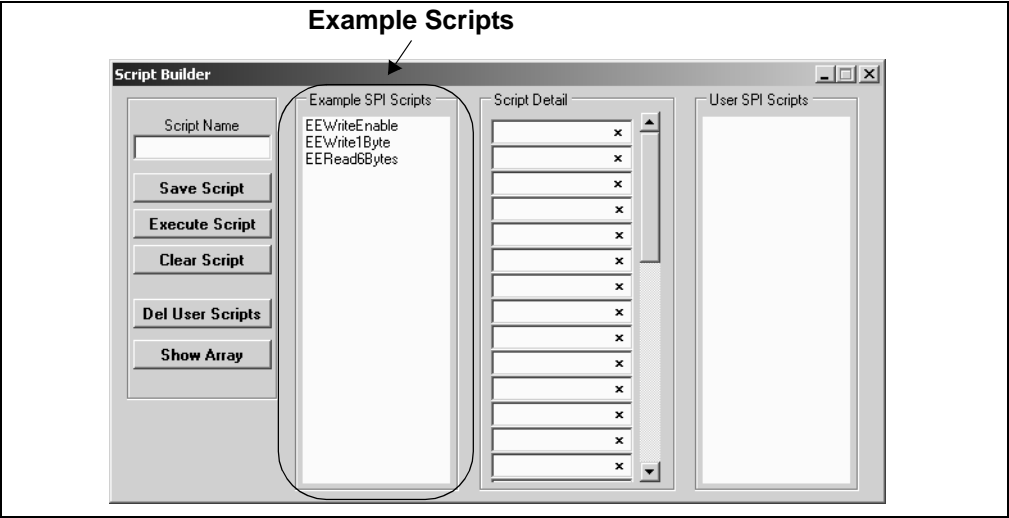 Example Scripts
Script Builder
Script Name
Save Script
Execute Script
Clear Script
Del User Scripts
Show Array
Example SPI Scripts
EEWriteEnable
EEWrite1Byte
EERead6Bytes
Script Detail
x
x
x
x
x
x
x
x
x
x
x
x
x
x
User SPI Scripts